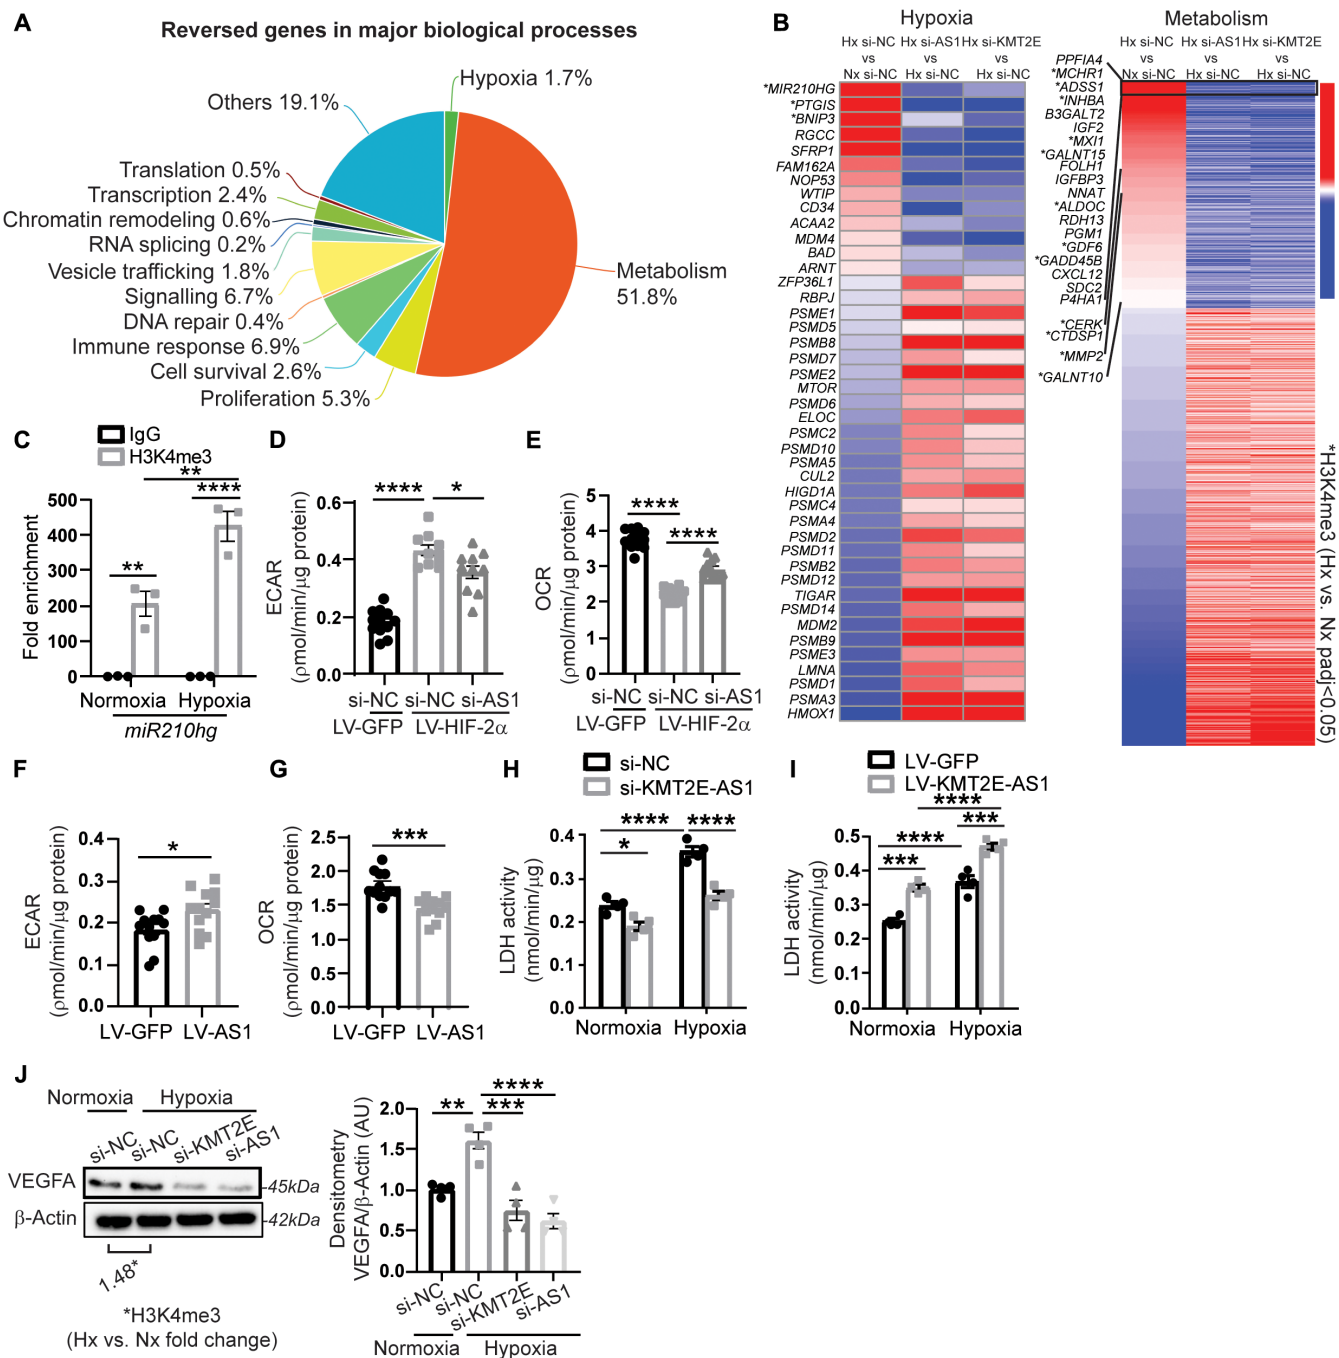 A
Reversed genes in major biological processes
Hypoxia 1.7%
Others 19.1%
Translation 0.5%
Transcription 2.4%
Chromatin remodeling 0.6%
RNA splicing 0.2%
Vesicle trafficking 1.8%
Signalling 6.7%
DNA repair 0.4%
Immune response 6.9%
Cell survival 2.6%
Proliferation 5.3%
Metabolism
51.8%
B
Hypoxia
Hx si-NC Hx si-AS1 Hx si-KMT2E
vs vs vs
Nx si-NC Hx si-NC Hx si-NC
*MIR210HG
*PTGIS
*BNIP3
RGCC
SFRP1
FAM162A
NOP53
WTIP
CD34
ACAA2
MDM4
BAD
ARNT
ZFP36L1
RBPJ
PSME1
PSMD5
PSMB8
PSMD7
PSME2
MTOR
PSMD6
ELOC
PSMC2
PSMD10
PSMA5
CUL2
HIGD1A
PSMC4
PSMA4
PSMD2
PSMD11
PSMB2
PSMD12
TIGAR
PSMD14
MDM2
PSMB9
PSME3
LMNA
PSMD1
PSMA3
HMOX1
Metabolism
Hx si-NC Hx si-AS1 Hx si-KMT2E
vs vs vs
Nx si-NC Hx si-NC Hx si-NC
PPFIA4
*MCHR1
*ADSS1
*INHBA
B3GALT2
IGF2
*MXI1
*GALNT15
FOLH1
IGFBP3
NNAT
*ALDOC
RDH13
PGM1
*GDF6
*GADD45B
CXCL12
SDC2
P4HA1
*CERK
*CTDSP1
*MMP2
*GALNT10
*H3K4me3 (Hx vs. Nx padj<0.05)
C
IgG
H3K4me3
**
****
**
Fold enrichment
500
400
300
200
100
0
Normoxia Hypoxia
miR210hg
D
**** *
ECAR
(ρmol/min/µg protein)
0.6
0.4
0.2
0.0
si-NC si-NC si-AS1
LV-GFP LV-HIF-2α
E
****
****
OCR
(ρmol/min/µg protein)
5
4
3
2
1
0
si-NC si-NC si-AS1
LV-GFP LV-HIF-2α
F
*
ECAR
(ρmol/min/µg protein)
0.4
0.3
0.2
0.1
0.0
LV-GFP LV-AS1
G
***
OCR
(ρmol/min/µg protein)
2.5
2.0
1.5
1.0
0.5
0.0
LV-GFP LV-AS1
H
si-NC
si-KMT2E-AS1
**** ****
*
LDH activity
(nmol/min/µg)
0.4
0.3
0.2
0.1
0.0
Normoxia Hypoxia
I
LV-GFP
LV-KMT2E-AS1
****
**** ***
***
LDH activity
(nmol/min/µg)
0.5
0.4
0.3
0.2
0.1
0.0
Normoxia Hypoxia
J
Normoxia Hypoxia
si-NC si-NC si-KMT2E si-AS1
VEGFA
-45kDa
β-Actin
-42kDa
1.48*
*H3K4me3
(Hx vs. Nx fold change)
****
** ***
Densitometry
VEGFA/β-Actin (AU)
2.0
1.5
1.0
0.5
0.0
si-NC si-NC si-KMT2E si-AS1
Normoxia Hypoxia